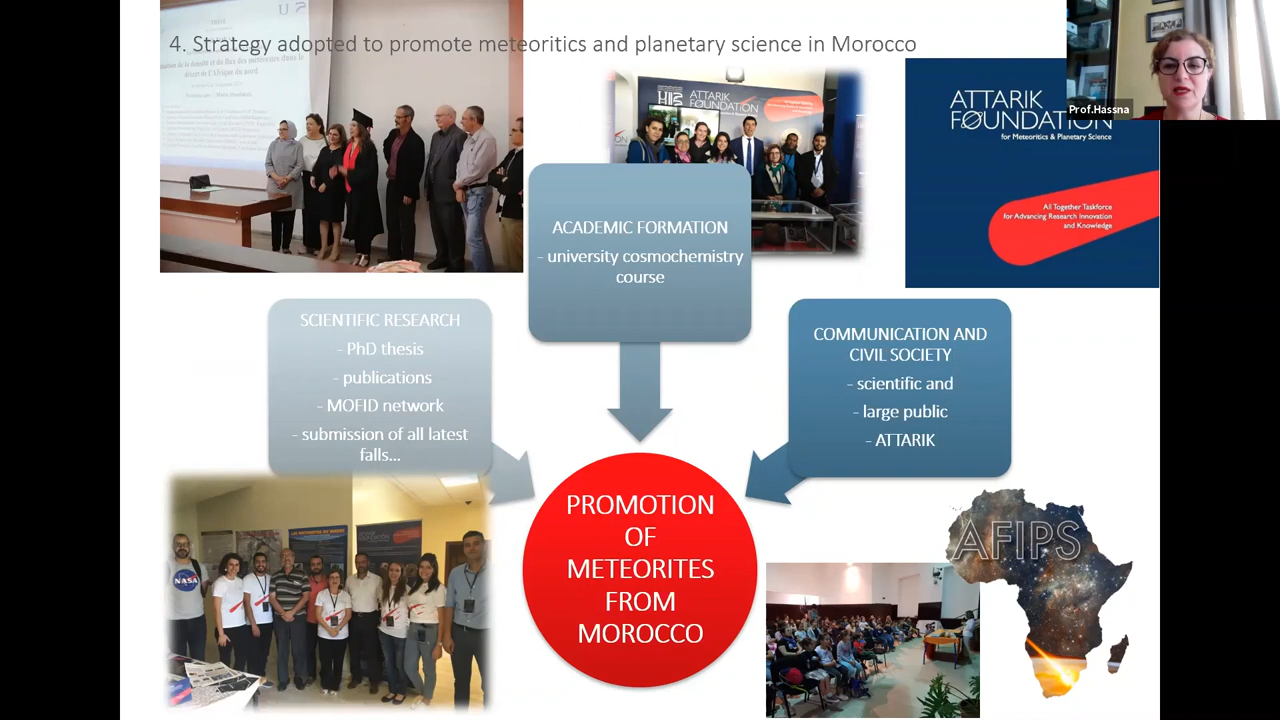 4. Strategy adopted to promote meteoritics and planetary science in Morocco
Prof.Hassna
ATTARIK
FOUNDATION
ATTARIK
FOUNDATION
for Meteoritics & Planetary Science
All Together Taskforce
for Advancing Research Innovation
and Knowledge
ACADEMIC FORMATION
- university cosmochemistry
course
SCIENTIFIC RESEARCH
- PhD thesis
- publications
- MOFID network
- submission of all latest
falls...
COMMUNICATION AND
CIVIL SOCIETY
- scientific and
- large public
- ATTARIK
PROMOTION
OF
METEORITES
FROM
MOROCCO
NASA
AFIPS